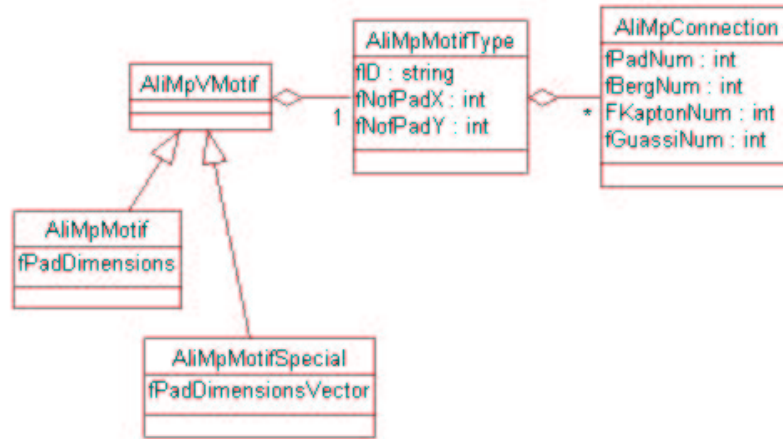 AliMpVMotif
1
AliMpMotifType
fID : string
fNofPadX : int
fNofPadY : int
*
AliMpConnection
fPadNum : int
fBergNum : int
FKaptonNum : int
fGuassiNum : int
AliMpMotif
fPadDimensions
AliMpMotifSpecial
fPadDimensionsVector